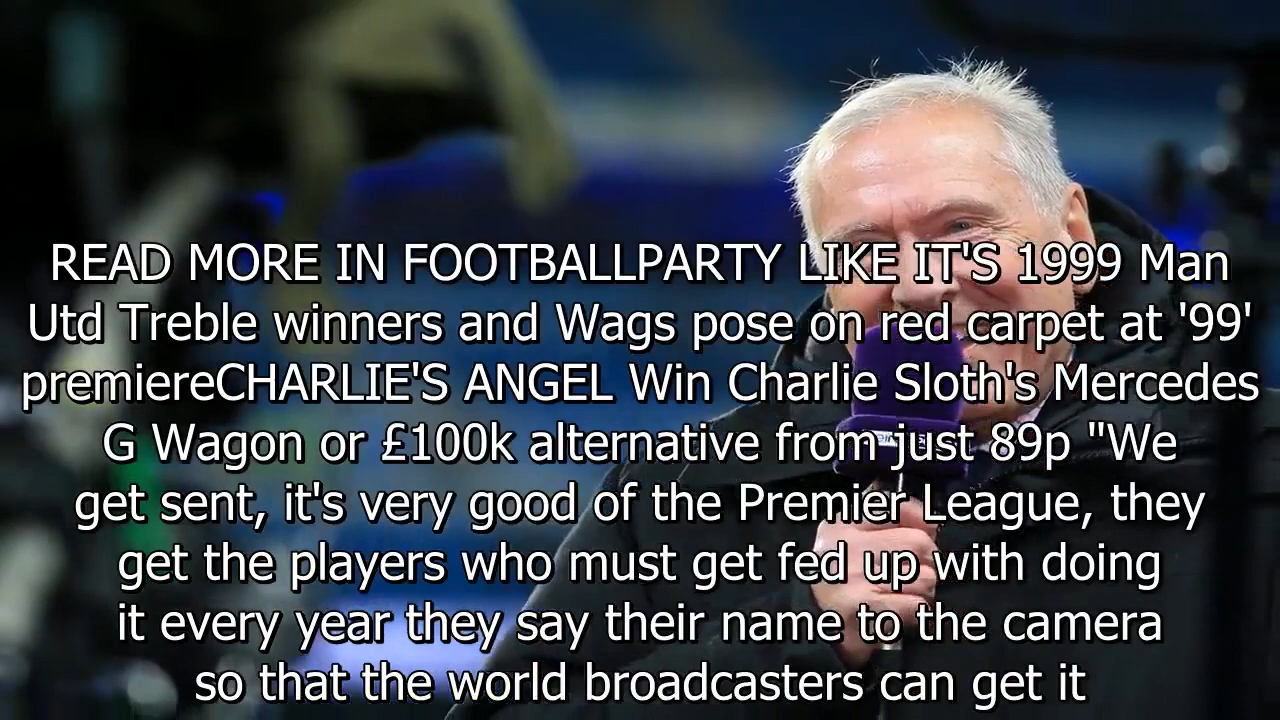 READ MORE IN FOOTBALLPARTY LIKE IT'S 1999 Man
Utd Treble winners and Wags pose on red carpet at '99'
premiereCHARLIE'S ANGEL Win Charlie Sloth's Mercedes
G Wagon or £100k alternative from just 89p "We
get sent, it's very good of the Premier League, they
get the players who must get fed up with doing
it every year they say their name to the camera
so that the world broadcasters can get it